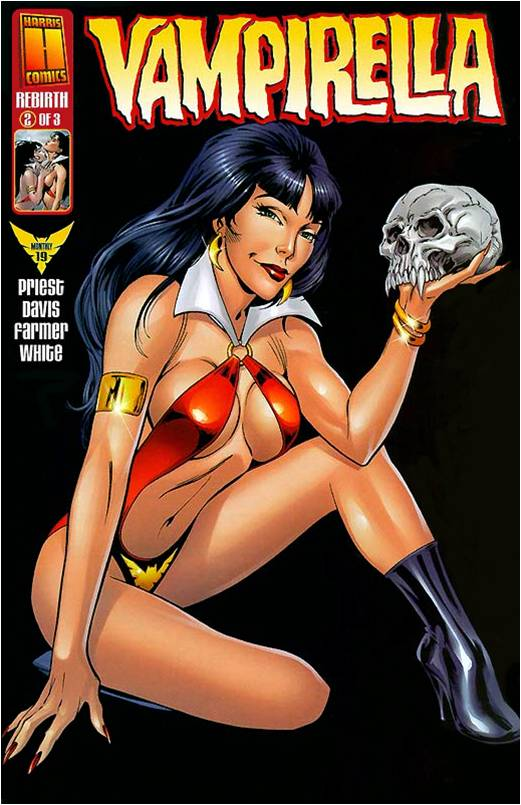 HARRIS
H
COMICS
REBIRTH
2 OF 3
VAMPIRELLA
MONTHLY
19
PRIEST
DAVIS
FARMER
WHITE